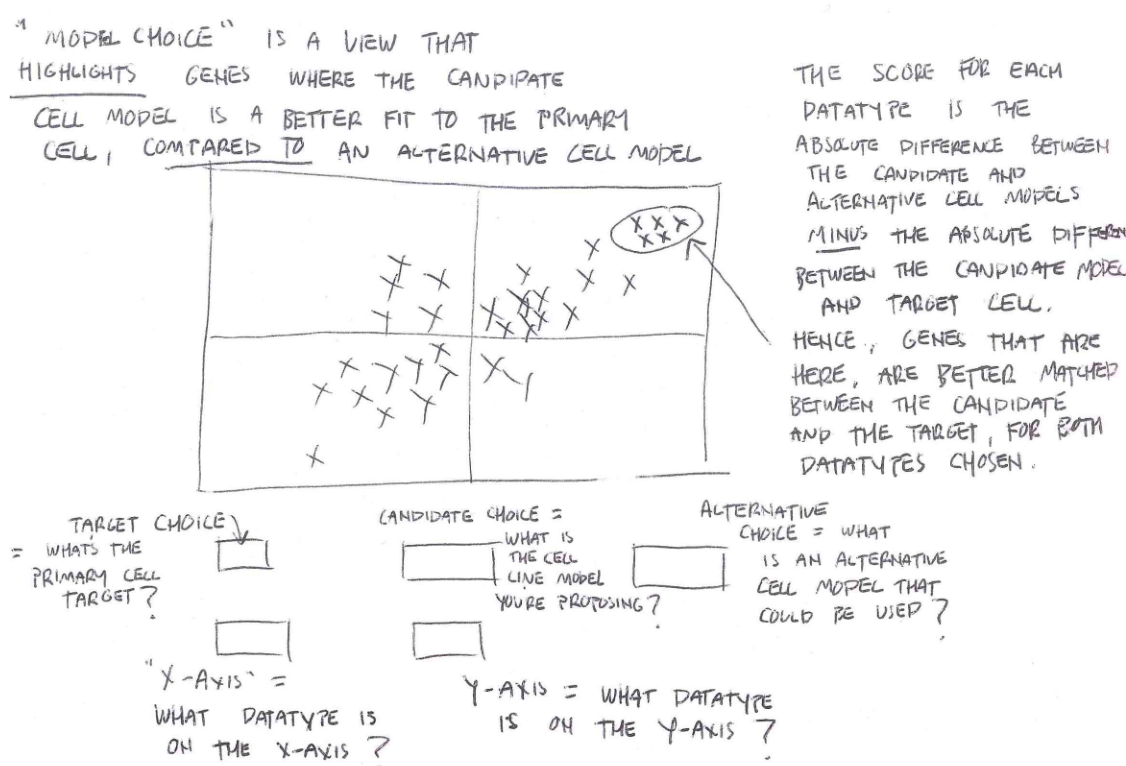 "MODEL CHOICE" IS A VIEW THAT
HIGHLIGHTS GENES WHERE THE CANDIDATE
CELL MODEL IS A BETTER FIT TO THE PRIMARY
CELL, COMPARED TO AN ALTERNATIVE CELL MODEL
THE SCORE FOR EACH
DATATYPE IS THE
ABSOLUTE DIFFERENCE BETWEEN
THE CANDIDATE AND
ALTERNATIVE CELL MODELS
MINUS THE ABSOLUTE DIFFEREN
BETWEEN THE CANDIDATE MODEL
AND TARGET CELL.
HENCE, GENES THAT ARE
HERE, ARE BETTER MATCHED
BETWEEN THE CANDIDATE
AND THE TARGET, FOR BOTH
DATATYPES CHOSEN.
TARGET CHOICE
= WHATS THE
PRIMARY CELL
TARGET?
CANDIDATE CHOICE =
WHAT IS
THE CELL
LINE MODEL
YOU'RE PROPOSING?
ALTERNATIVE
CHOICE = WHAT
IS AN ALTERNATIVE
CELL MODEL THAT
COULD BE USED?
"X-AXIS" =
WHAT DATATYPE IS
ON THE X-AXIS?
Y-AXIS = WHAT DATATYPE
IS ON THE Y-AXIS?